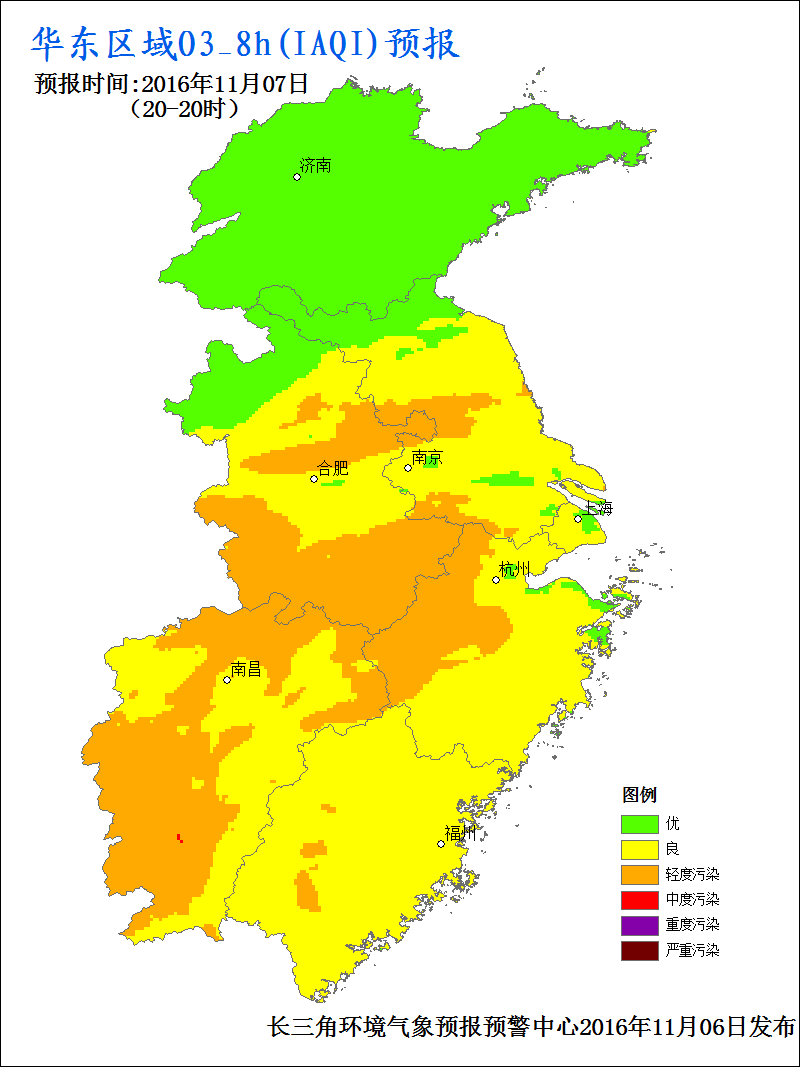 华东区域O3_8h(IAQI)预报
预报时间:2016年11月07日
(20-20时)
济南
南京
合肥
上海
杭州
南昌
福州
图例
优
良
轻度污染
中度污染
重度污染
严重污染
长三角环境气象预报预警中心2016年11月06日发布